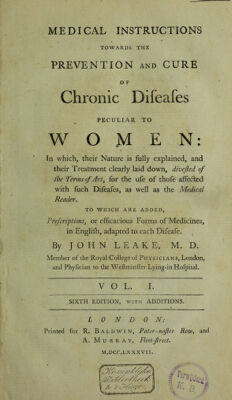 MEDICAL INSTRUCTIONS
TOWARDS THE
PREVENTION AND CURE
OF
Chronic Diſeaſes
PECULIAR TO
WOMEN:
In which, their Nature is fully explained, and
their Treatment clearly laid down, diveſted of
the Terms of Art, for the uſe of thoſe affected
with ſuch Diſeaſes, as well as the Medical
Reader.
TO WHICH ARE ADDED,
Preſcriptions, or efficacious Forms of Medicines,
in Engliſh, adapted to each Diſeaſe.
By JOHN LEAKE, M. D.
Member of the Royal College of PHYSICIANS, London,
and Phyſician to the Weſtminſter Lying-in Hoſpital.
VOL. I.
SIXTH EDITION, WITH ADDITIONS.
LONDON:
Printed for R. BALDWIN, Pater-noſter Row, and
A. MURRAY, Fleet-ſtreet.
M,DCC,LXXXVII.
Koninklijke
Bibliotheek
te 's Hage.
Verwijderd
K. B.